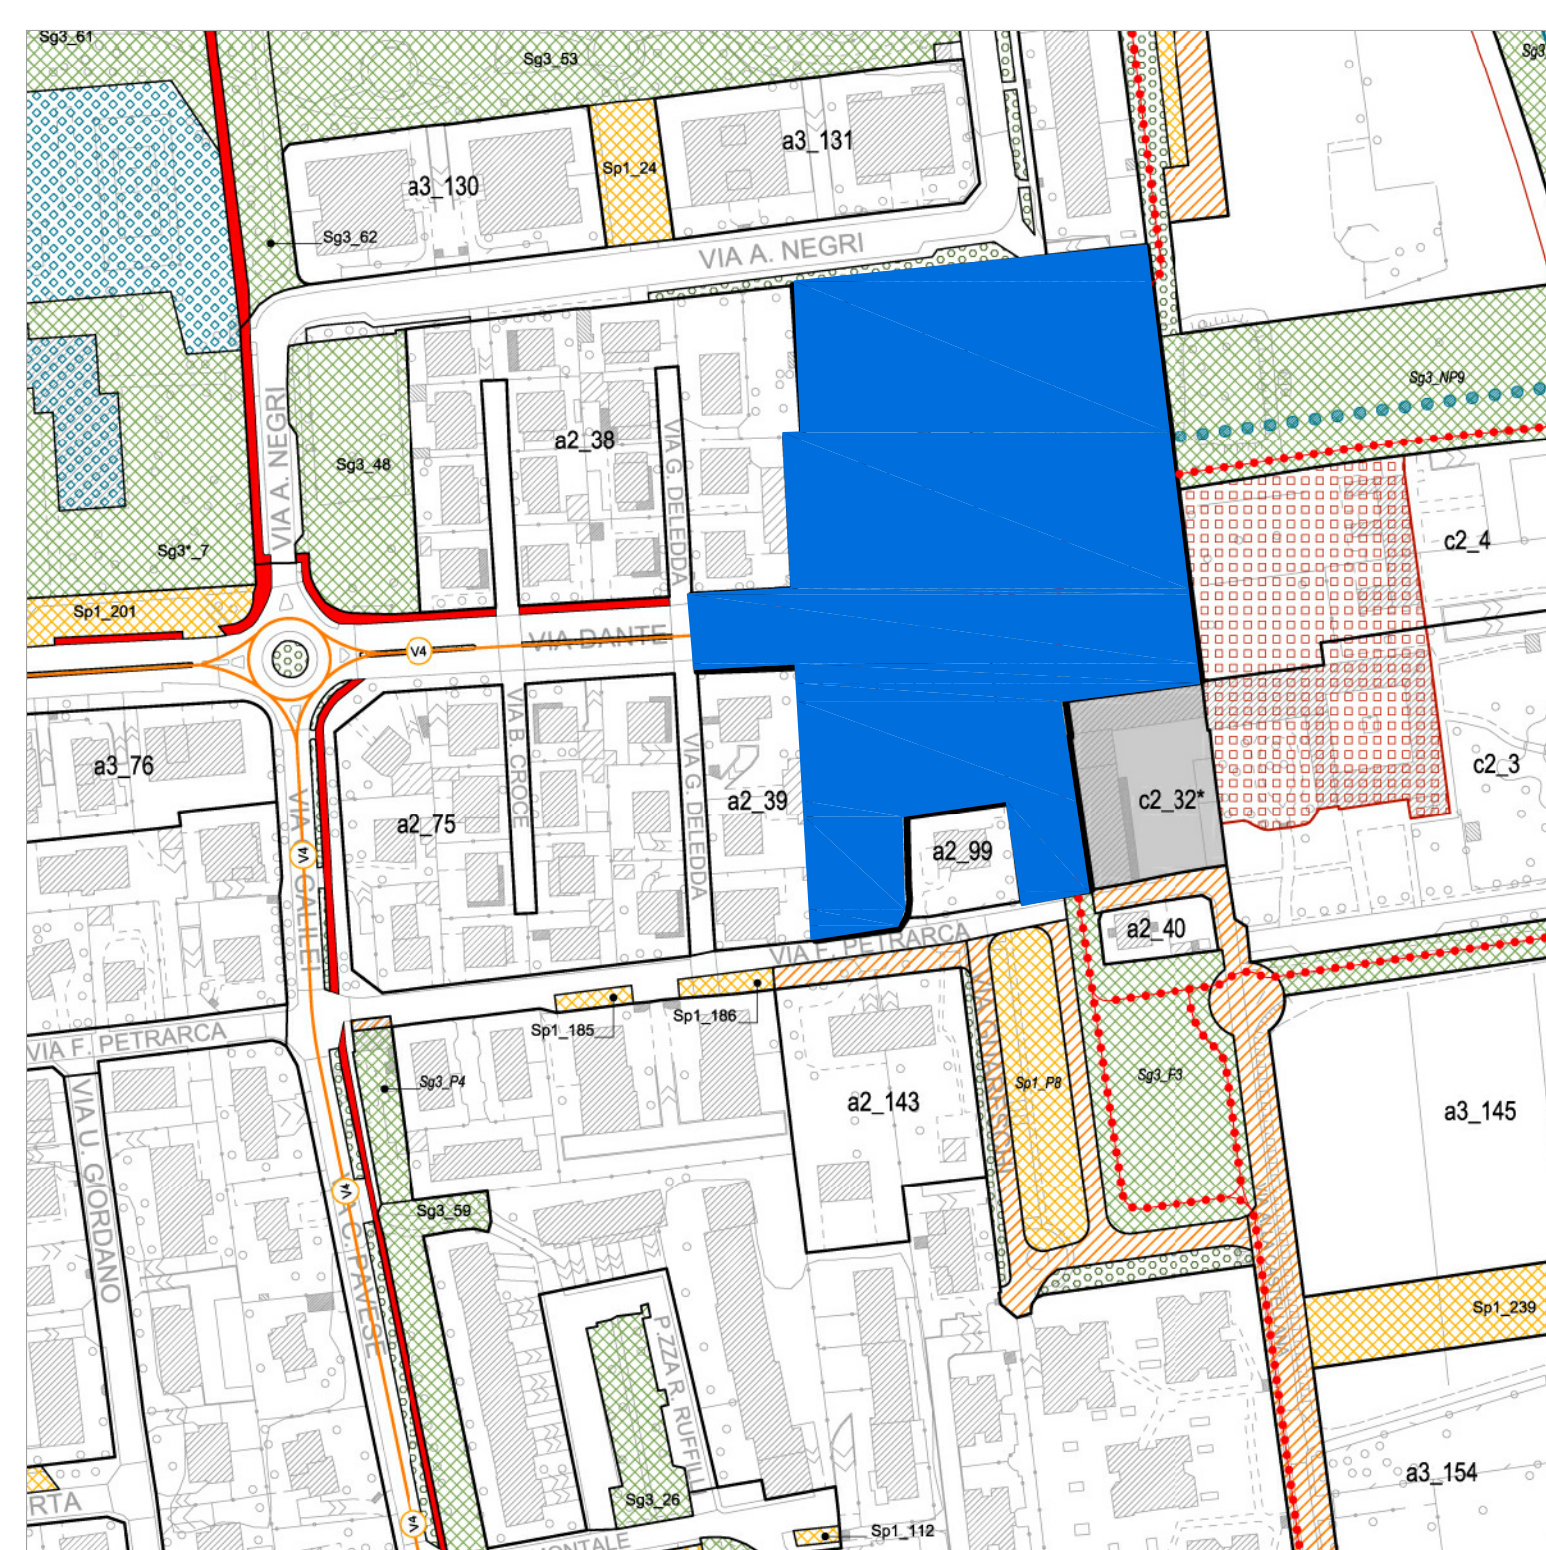 Sg3_61
Sg3_53
Sg3
a3_131
Sp1_24
a3_130
Sg3_62
VIA A. NEGRI
Sg3_NP9
VIA A. NEGRI
a2_38
VIA G. DELEDDA
Sg3_48
Sg3*_7
c2_4
Sp1_201
V4
VIA DANTE
a3_76
VIA B. CROCE
VIA G. DELEDDA
a2_39
c2_32*
c2_3
a2_75
V4
VIA G. GALILEI
a2_99
a2_40
VIA F. PETRARCA
Sp1_185
Sp1_186
VIA F. PETRARCA
Sg3_P4
Sp1_P8
Sg3_F3
a2_143
a3_145
VIA U. GIORDANO
V4
VIA C. PAVESE
Sg3_59
Sp1_239
P.ZZA R. RUFFILLI
a3_154
Sg3_26
RTA
V4
Sp1_112
MONTALE